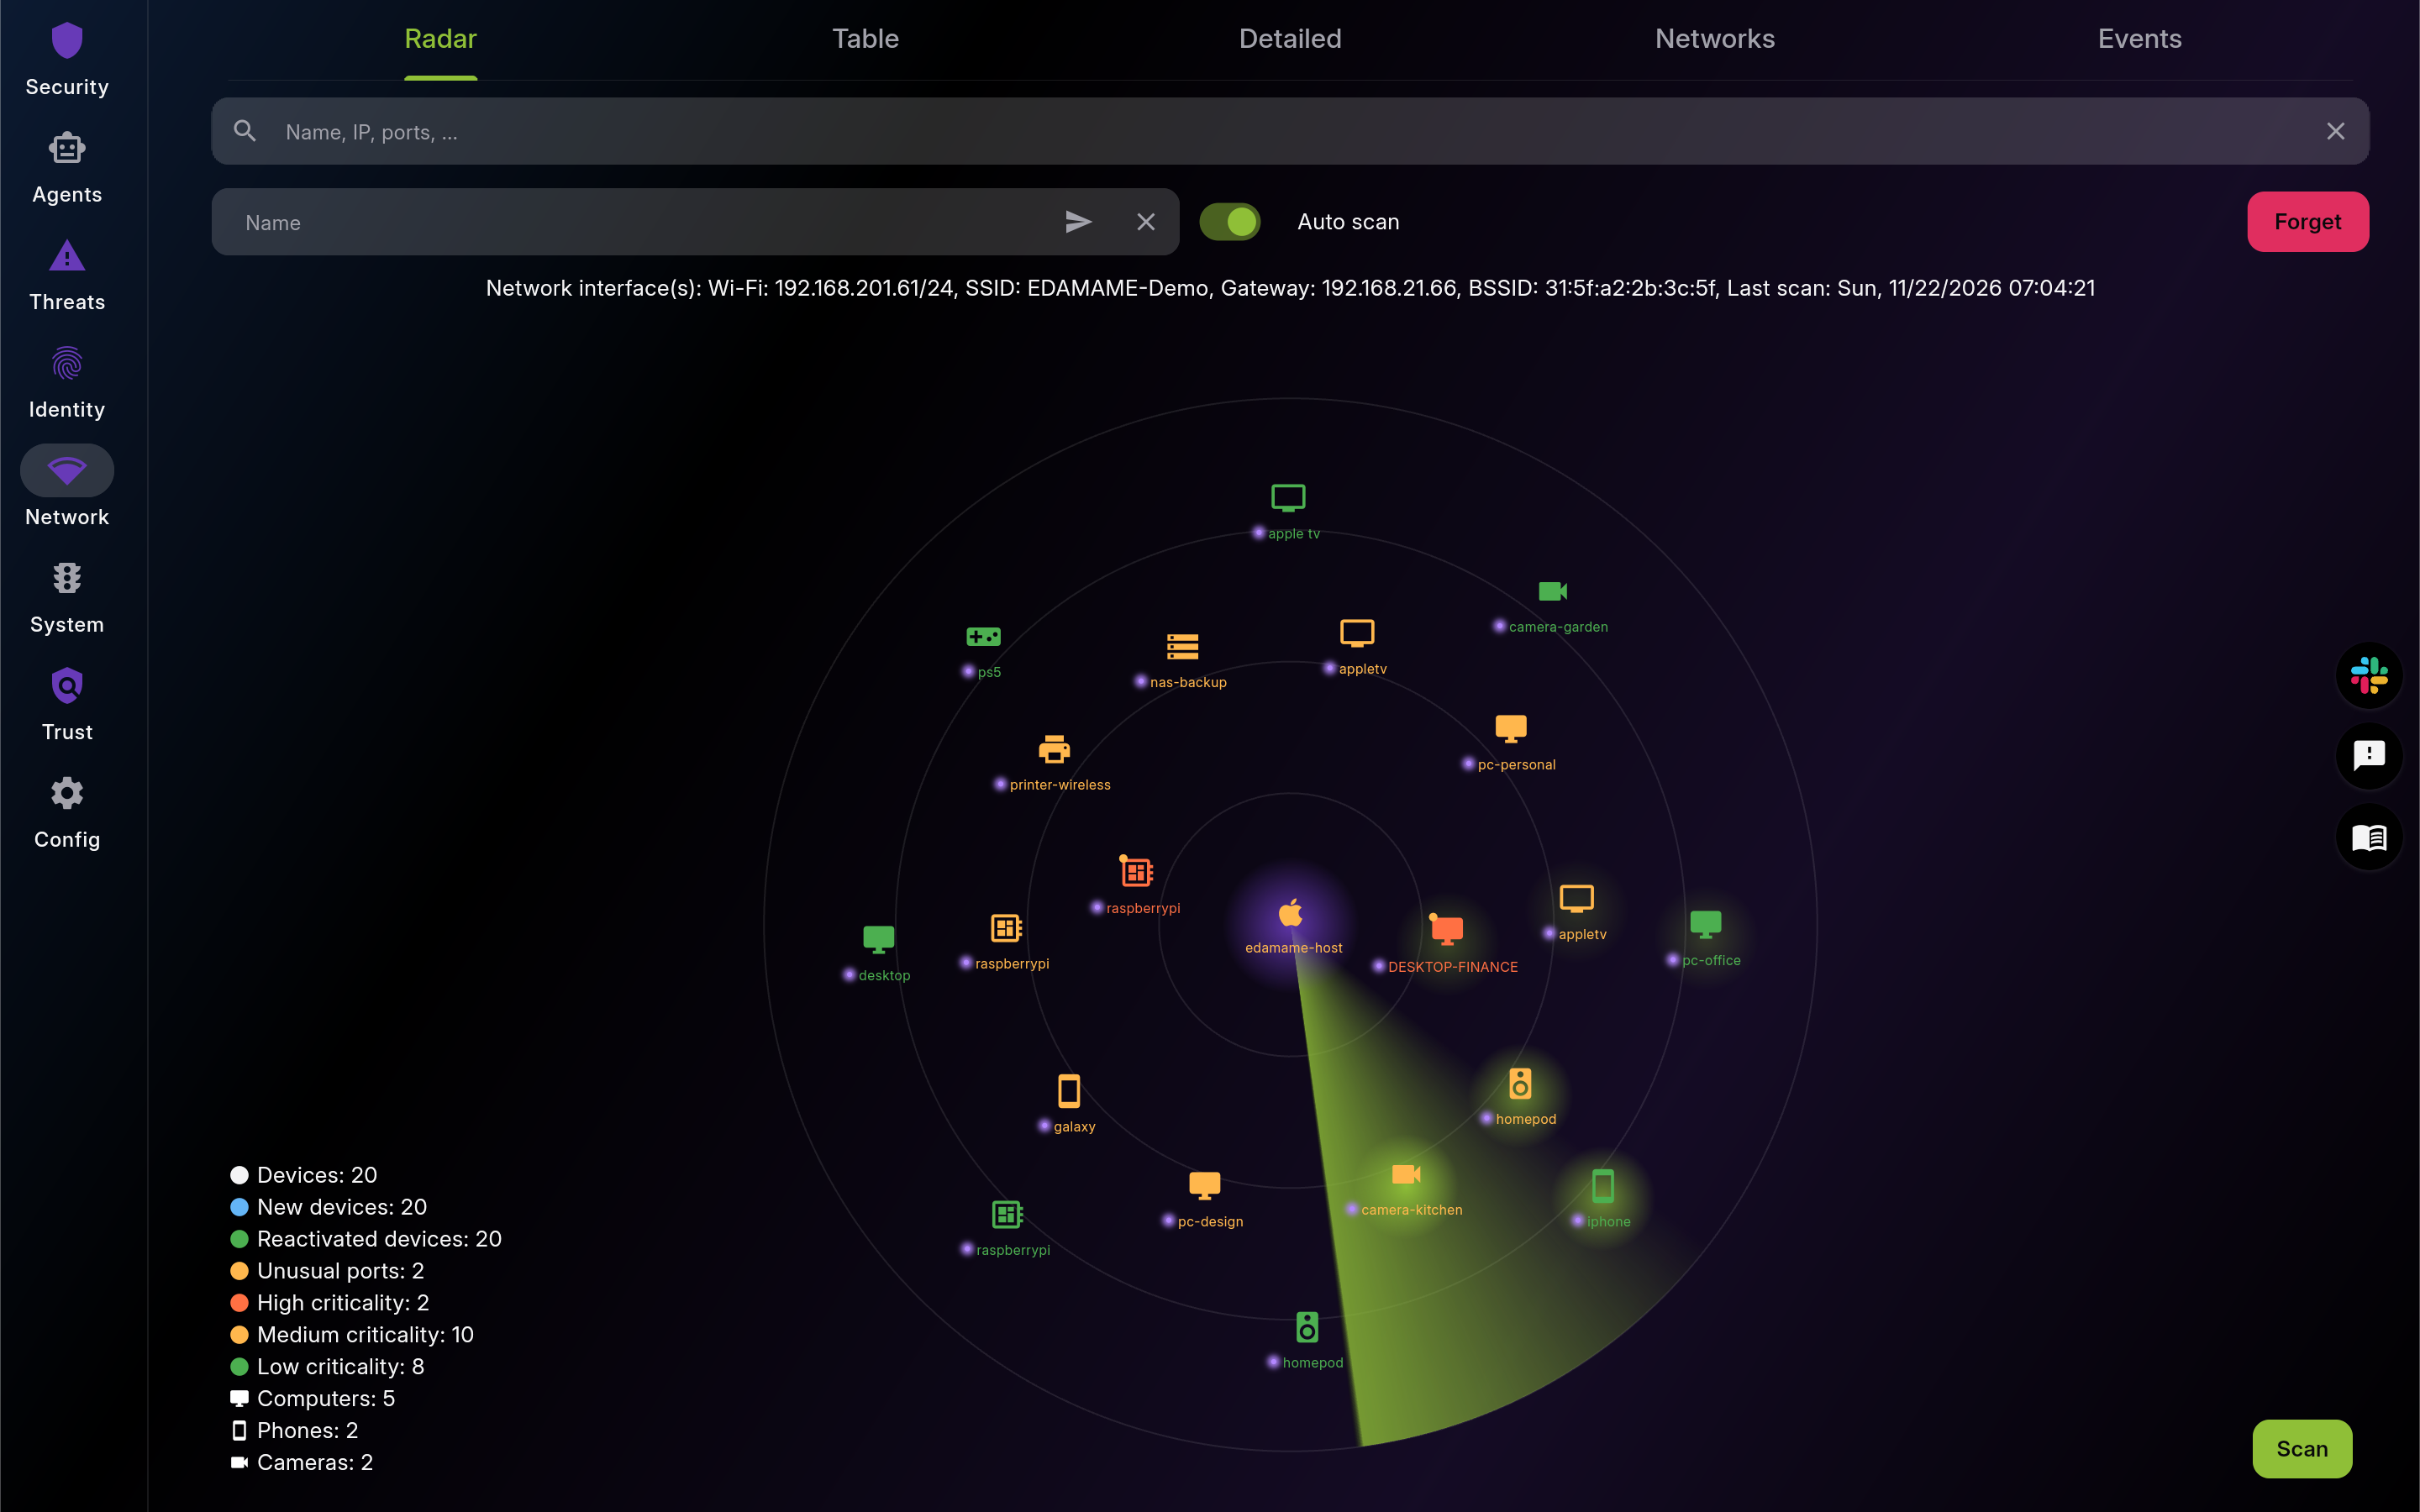 Radar
Table
Detailed
Networks
Events
Security
Agents
Threats
Identity
Network
System
Trust
Config
Name, IP, ports, ...
Name
Auto scan
Forget
Network interface(s): Wi-Fi: 192.168.201.61/24, SSID: EDAMAME-Demo, Gateway: 192.168.21.66, BSSID: 31:5f:a2:2b:3c:5f, Last scan: Sun, 11/22/2026 07:04:21
apple tv
camera-garden
ps5
nas-backup
appletv
printer-wireless
pc-personal
raspberrypi
edamame-host
DESKTOP-FINANCE
appletv
pc-office
desktop
raspberrypi
galaxy
homepod
camera-kitchen
iphone
pc-design
raspberrypi
homepod
Devices: 20
New devices: 20
Reactivated devices: 20
Unusual ports: 2
High criticality: 2
Medium criticality: 10
Low criticality: 8
Computers: 5
Phones: 2
Cameras: 2
Scan